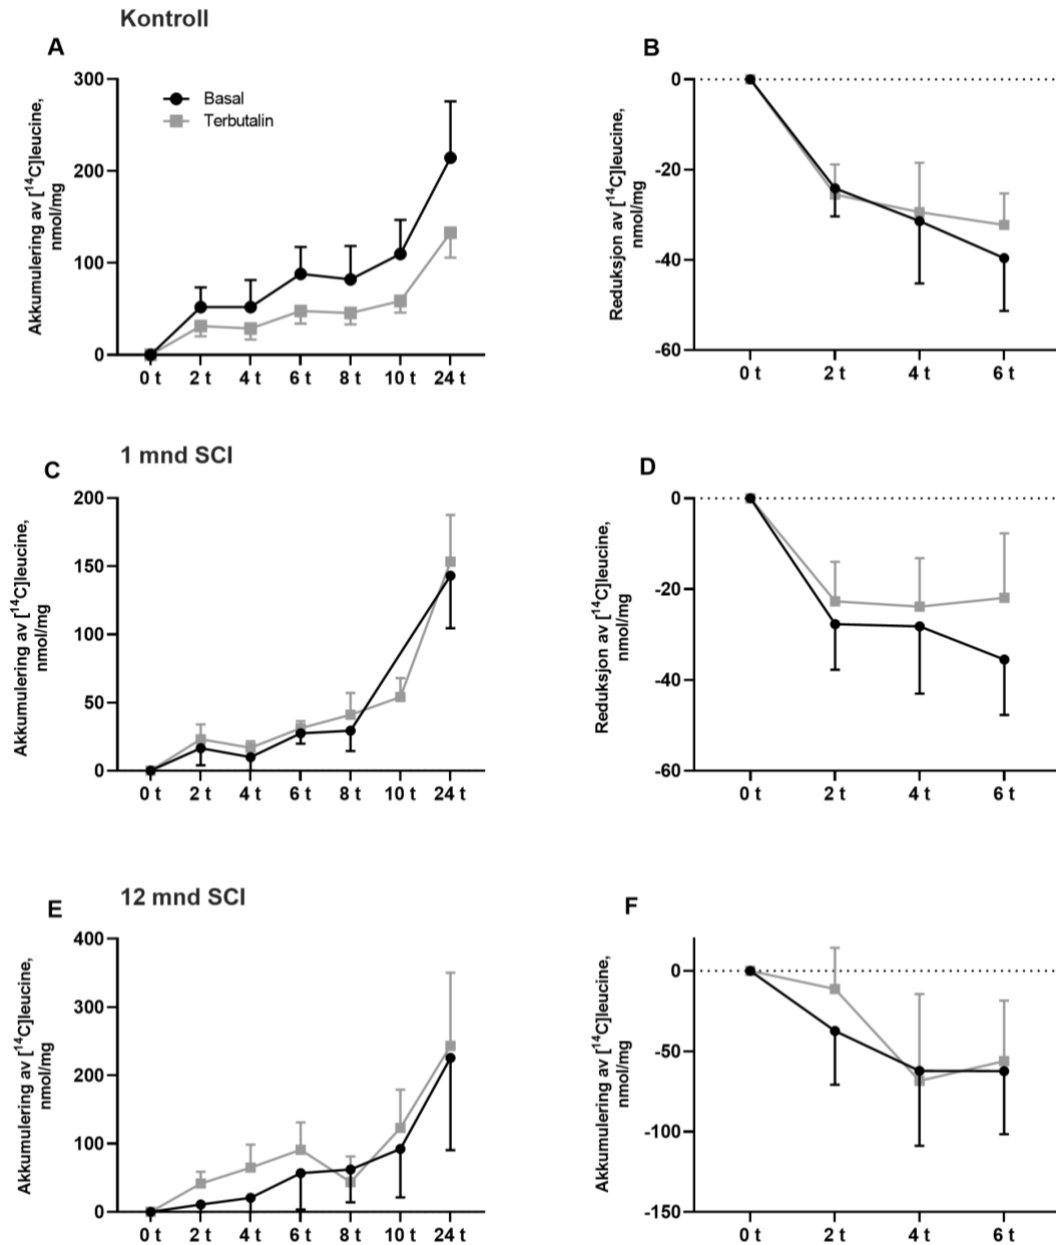 Kontroll
A
Akkumulering av [14C]leucine,
nmol/mg
300
200
100
0
Basal
Terbutalin
0 t 2 t 4 t 6 t 8 t 10 t 24 t
B
Reduksjon av [14C]leucine,
nmol/mg
0
-20
-40
-60
0 t 2 t 4 t 6 t
1 mnd SCI
C
Akkumulering av [14C]leucine,
nmol/mg
200
150
100
50
0
0 t 2 t 4 t 6 t 8 t 10 t 24 t
D
Reduksjon av [14C]leucine,
nmol/mg
0
-20
-40
-60
0 t 2 t 4 t 6 t
12 mnd SCI
E
Akkumulering av [14C]leucine,
nmol/mg
400
300
200
100
0
0 t 2 t 4 t 6 t 8 t 10 t 24 t
F
Akkumulering av [14C]leucine,
nmol/mg
0
-50
-100
-150
0 t 2 t 4 t 6 t